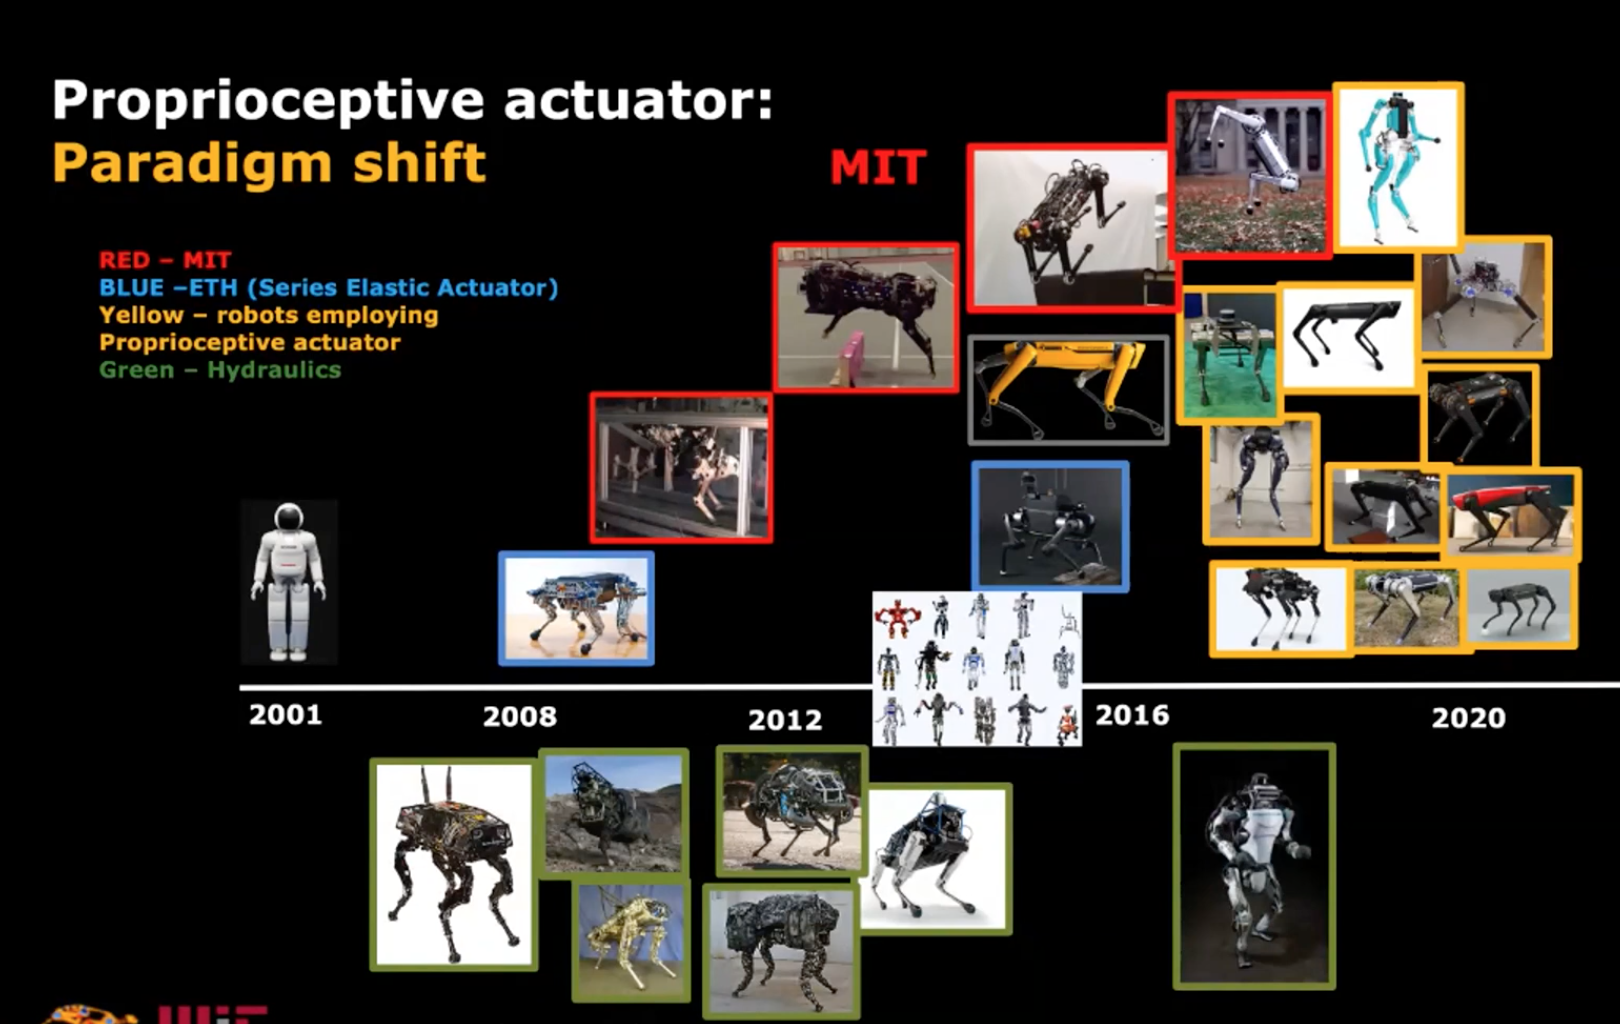 Proprioceptive actuator:
Paradigm shift
MIT
RED – MIT
BLUE –ETH (Series Elastic Actuator)
Yellow – robots employing
Proprioceptive actuator
Green – Hydraulics
2001
2008
2012
2016
2020